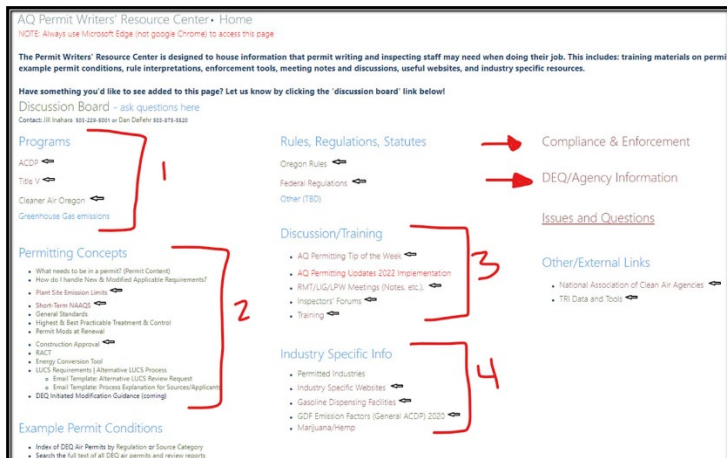 AQ Permit Writers' Resource Center • Home
NOTE: Always use Microsoft Edge (not google Chrome) to access this page
The Permit Writers' Resource Center is designed to house information that permit writing and inspecting staff may need when doing their job. This includes: training materials on permi
example permit conditions, rule interpretations, enforcement tools, meeting notes and discussions, useful websites, and industry specific resources.
Have something you'd like to see added to this page? Let us know by clicking the 'discussion board' link below!
Discussion Board - ask questions here
Contact: Jill Inahara 503-229-5001 or Dan DeFehr
Programs
ACDP
Title V
Cleaner Air Oregon
Greenhouse Gas emissions
1
Permitting Concepts
• What needs to be in a permit? (Permit Content)
• How do I handle New & Modified Applicable Requirements?
• Plant Site Emission Limits
• Short-Term NAAQS
• General Standards
• Highest & Best Practicable Treatment & Control
• Permit Mods at Renewal
• Construction Approval
• RACT
• Energy Conversion Tool
• LUCS Requirements | Alternative LUCS Process
Email Template: Alternative LUCS Review Request
Email Template: Process Explanation for Sources/Applicants
• DEQ Initiated Modification Guidance (coming)
2
Example Permit Conditions
• Index of DEQ Air Permits by Regulation or Source Category
• Search the full text of all DEQ air permits and review reports
Rules, Regulations, Statutes
Oregon Rules
Federal Regulations
Other (TBD)
Discussion/Training
• AQ Permitting Tip of the Week
• AQ Permitting Updates 2022 Implementation
• RMT/LIG/LPW Meetings (Notes, etc.),
• Inspectors' Forums
• Training
3
Industry Specific Info
• Permitted Industries
• Industry Specific Websites
• Gasoline Dispensing Facilities
• GDF Emission Factors (General ACDP) 2020
• Marijuana/Hemp
4
Compliance & Enforcement
DEQ/Agency Information
Issues and Questions
Other/External Links
• National Association of Clean Air Agencies
• TRI Data and Tools